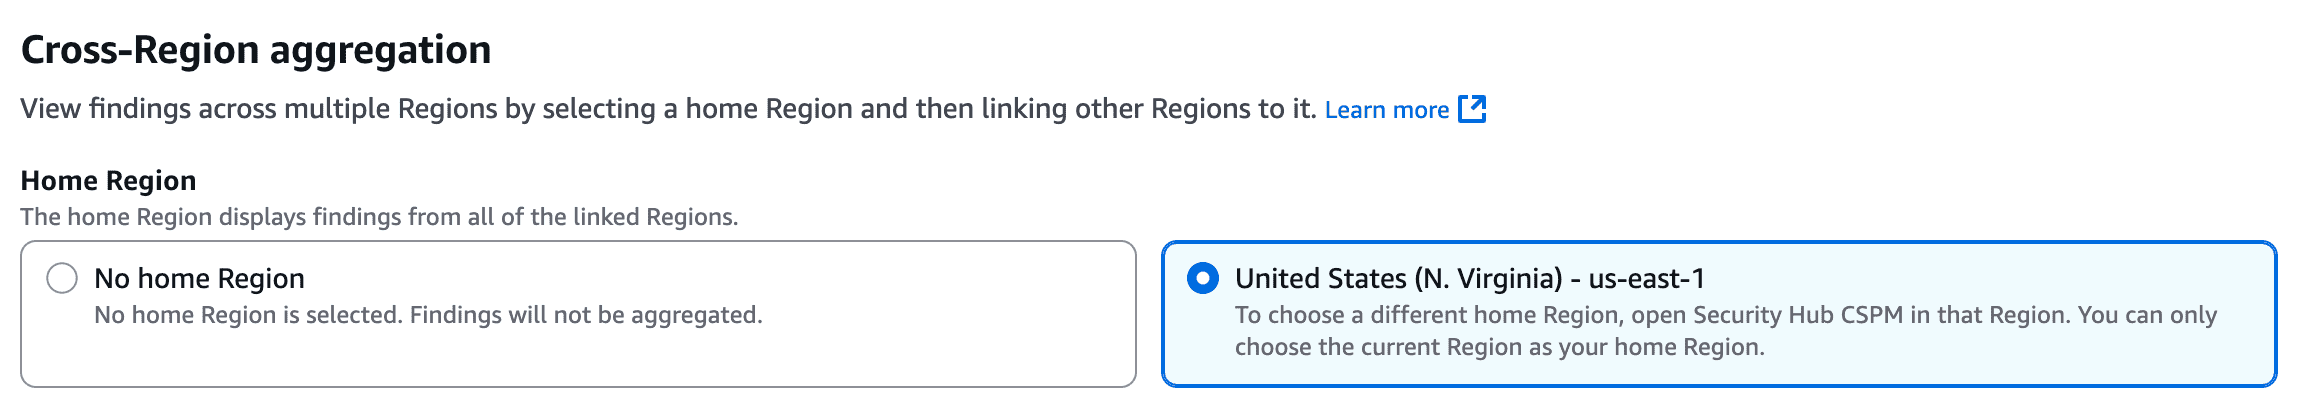 Cross-Region aggregation
View findings across multiple Regions by selecting a home Region and then linking other Regions to it. Learn more
Home Region
The home Region displays findings from all of the linked Regions.
No home Region
No home Region is selected. Findings will not be aggregated.
United States (N. Virginia) - us-east-1
To choose a different home Region, open Security Hub CSPM in that Region. You can only
choose the current Region as your home Region.